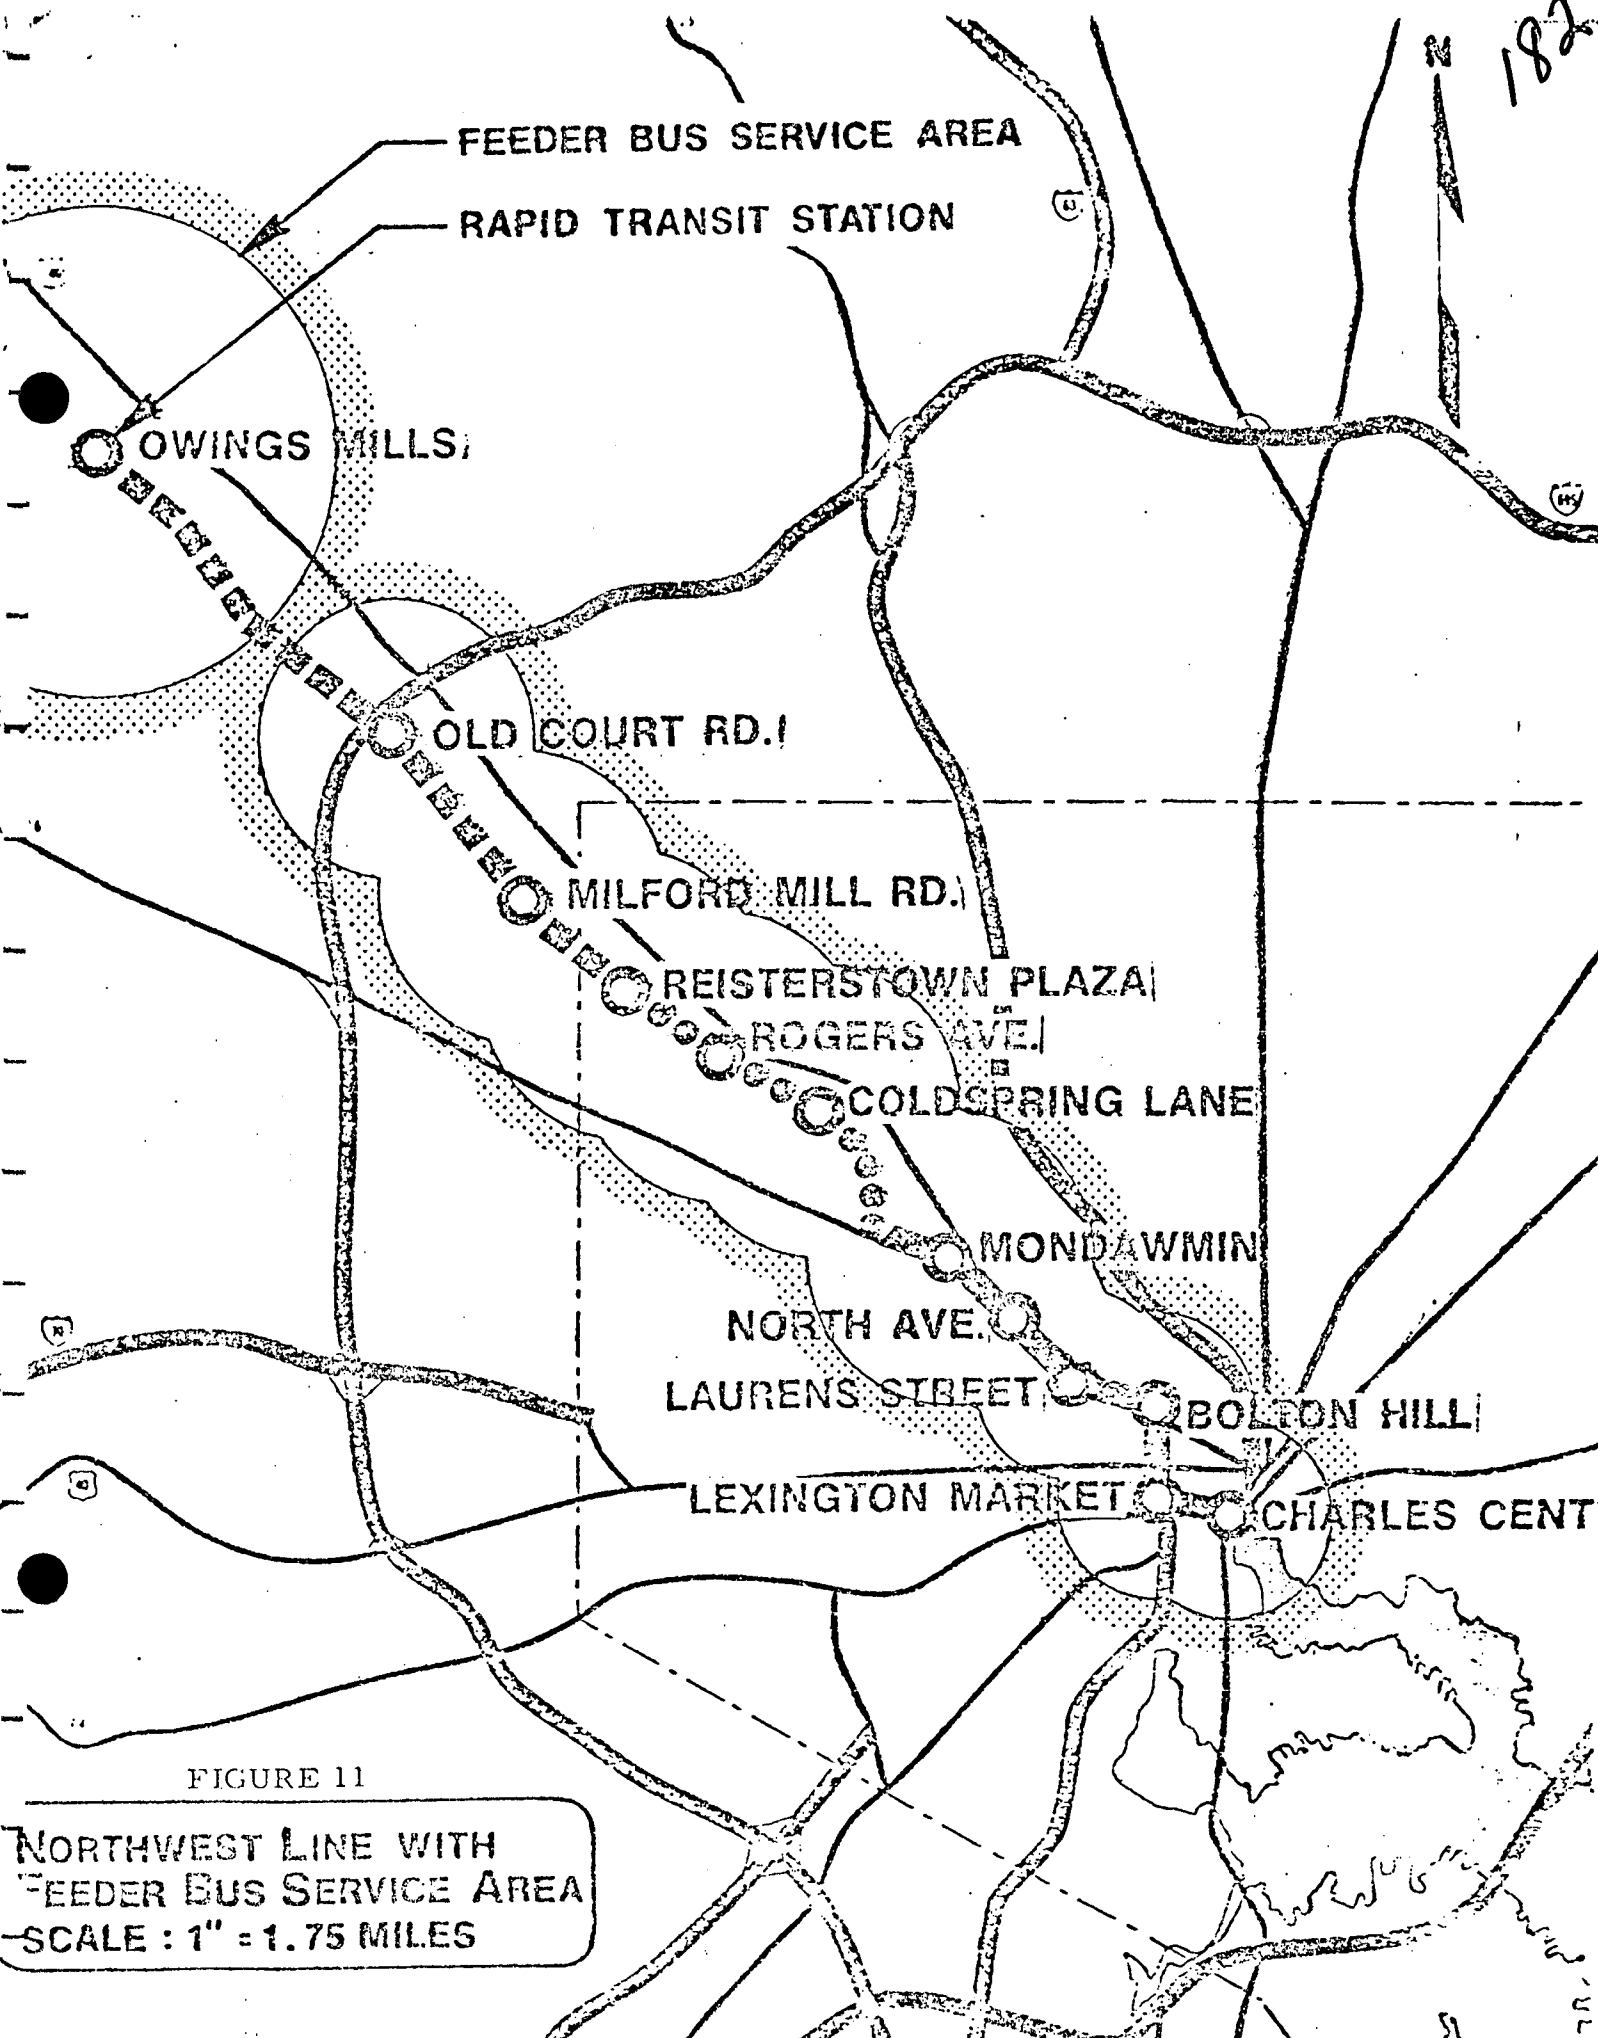 182
N
FEEDER BUS SERVICE AREA
RAPID TRANSIT STATION
OWINGS MILLS
OLD COURT RD.
MILFORD MILL RD.
REISTERSTOWN PLAZA
ROGERS AVE.
COLDSPRING LANE
MONDAWMIN
NORTH AVE.
LAURENS STREET
BOLTON HILL
LEXINGTON MARKET
CHARLES CENT
FIGURE 11
NORTHWEST LINE WITH
FEEDER BUS SERVICE AREA
SCALE : 1" = 1.75 MILES